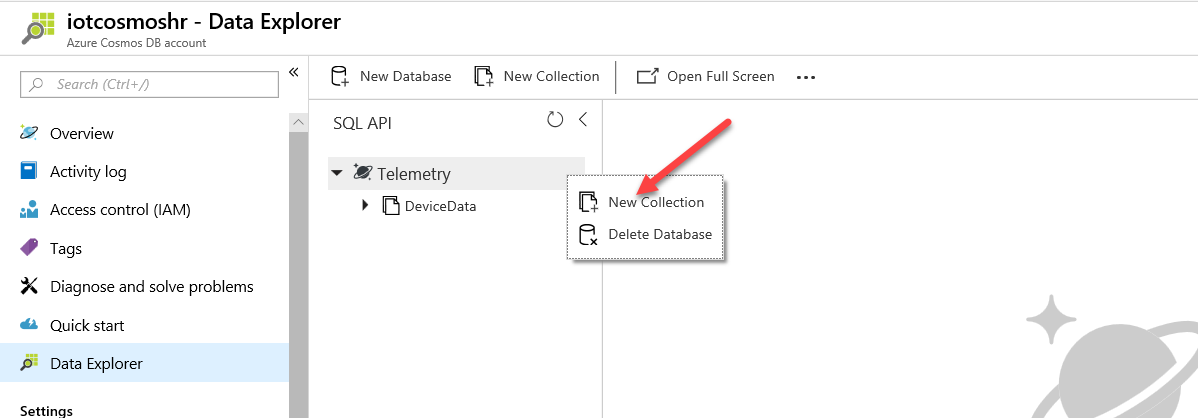 iotcosmoshr - Data Explorer
Azure Cosmos DB account
Search (Ctrl+/)
Overview
Activity log
Access control (IAM)
Tags
Diagnose and solve problems
Quick start
Data Explorer
Settings
New Database
New Collection
Open Full Screen
SQL API
Telemetry
DeviceData
New Collection
Delete Database